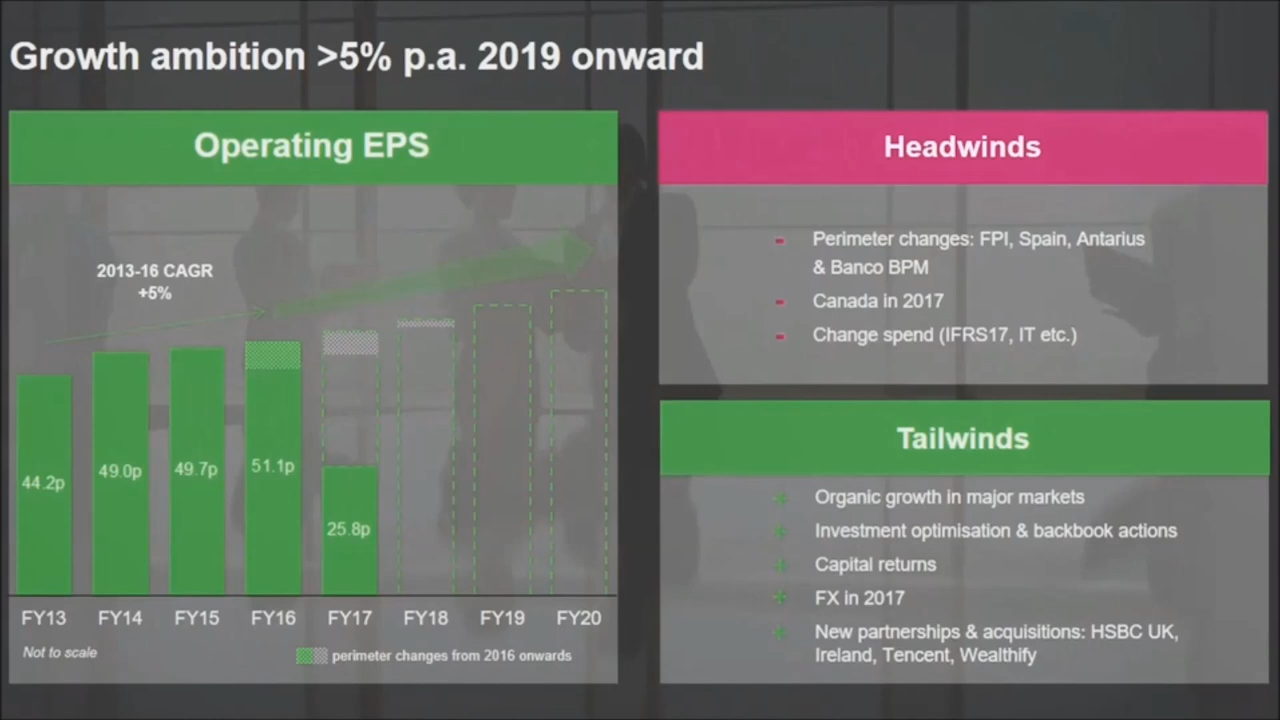 Growth ambition >5% p.a. 2019 onward
Operating EPS
2013-16 CAGR
+5%
44.2p
49.0p
49.7p
51.1p
25.8p
FY13
FY14
FY15
FY16
FY17
FY18
FY19
FY20
Not to scale
perimeter changes from 2016 onwards
Headwinds
- Perimeter changes: FPI, Spain, Antarius
& Banco BPM
- Canada in 2017
- Change spend (IFRS17, IT etc.)
Tailwinds
+ Organic growth in major markets
+ Investment optimisation & backbook actions
+ Capital returns
+ FX in 2017
+ New partnerships & acquisitions: HSBC UK,
Ireland, Tencent, Wealthify